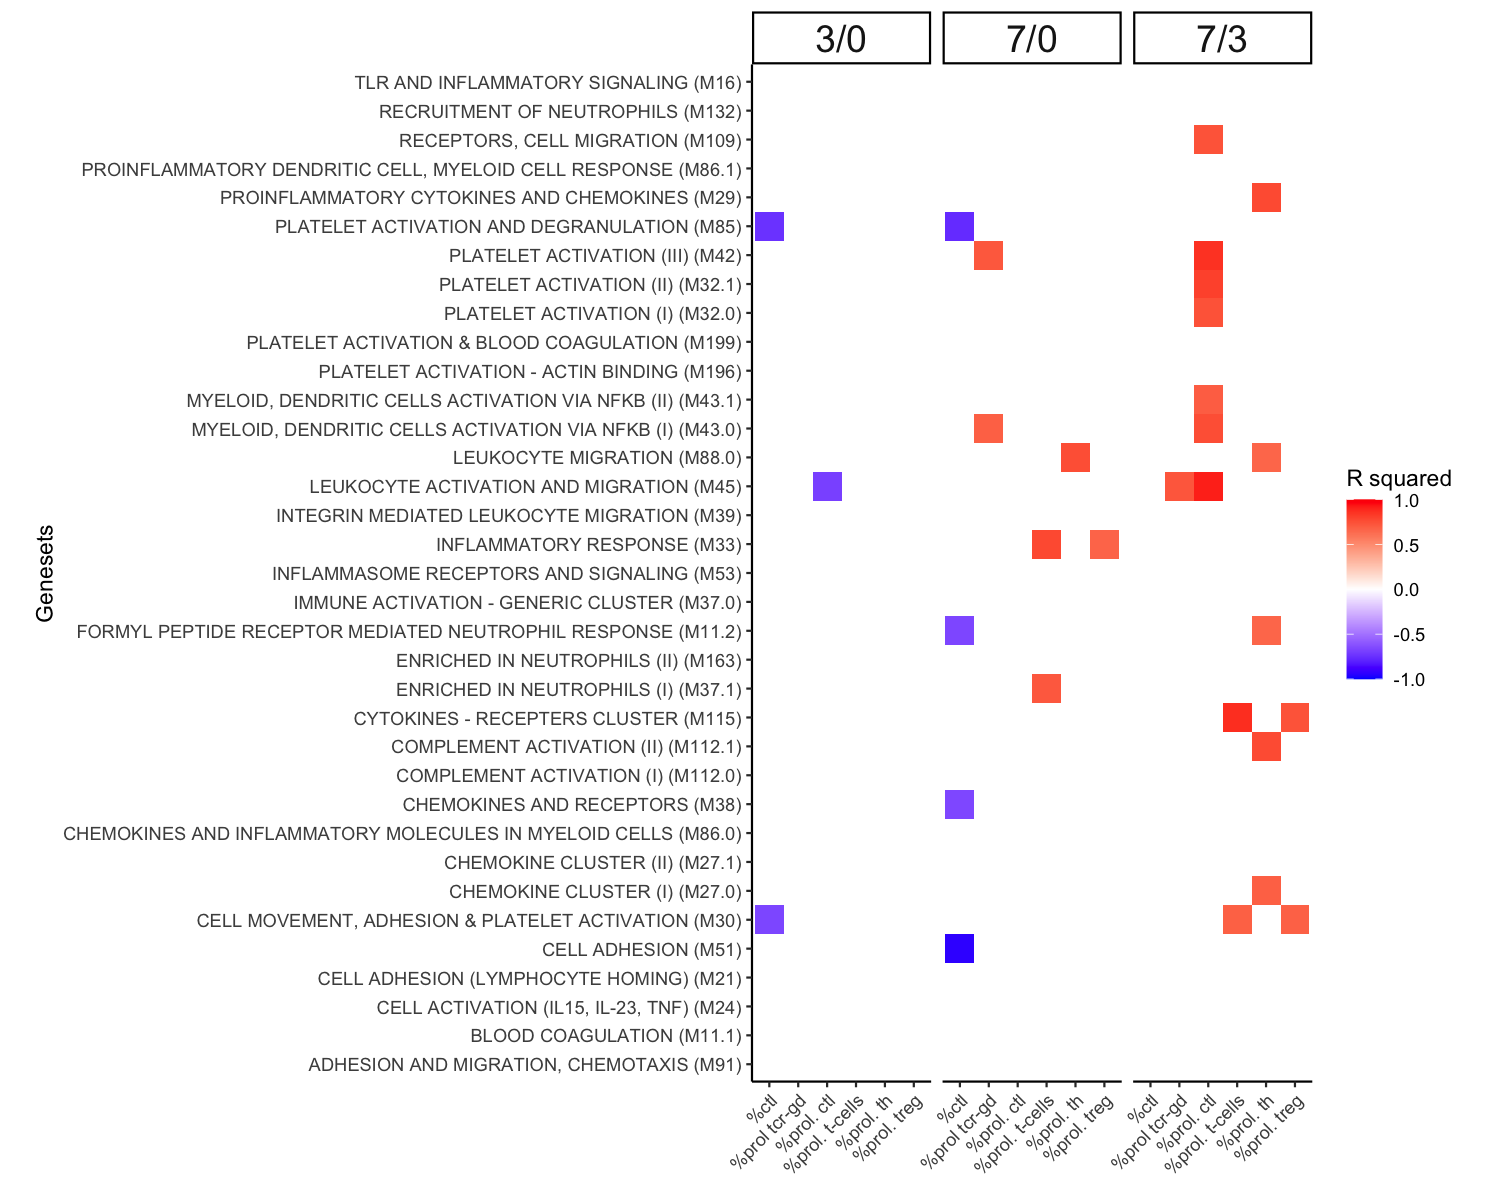 3/0 7/0 7/3
TLR AND INFLAMMATORY SIGNALING (M16)
RECRUITMENT OF NEUTROPHILS (M132)
RECEPTORS, CELL MIGRATION (M109)
PROINFLAMMATORY DENDRITIC CELL, MYELOID CELL RESPONSE (M86.1)
PROINFLAMMATORY CYTOKINES AND CHEMOKINES (M29)
PLATELET ACTIVATION AND DEGRANULATION (M85)
PLATELET ACTIVATION (III) (M42)
PLATELET ACTIVATION (II) (M32.1)
PLATELET ACTIVATION (I) (M32.0)
PLATELET ACTIVATION & BLOOD COAGULATION (M199)
PLATELET ACTIVATION - ACTIN BINDING (M196)
MYELOID, DENDRITIC CELLS ACTIVATION VIA NFKB (II) (M43.1)
MYELOID, DENDRITIC CELLS ACTIVATION VIA NFKB (I) (M43.0)
LEUKOCYTE MIGRATION (M88.0)
LEUKOCYTE ACTIVATION AND MIGRATION (M45)
INTEGRIN MEDIATED LEUKOCYTE MIGRATION (M39)
INFLAMMATORY RESPONSE (M33)
INFLAMMASOME RECEPTORS AND SIGNALING (M53)
IMMUNE ACTIVATION - GENERIC CLUSTER (M37.0)
FORMYL PEPTIDE RECEPTOR MEDIATED NEUTROPHIL RESPONSE (M11.2)
ENRICHED IN NEUTROPHILS (II) (M163)
ENRICHED IN NEUTROPHILS (I) (M37.1)
CYTOKINES - RECEPTERS CLUSTER (M115)
COMPLEMENT ACTIVATION (II) (M112.1)
COMPLEMENT ACTIVATION (I) (M112.0)
CHEMOKINES AND RECEPTORS (M38)
CHEMOKINES AND INFLAMMATORY MOLECULES IN MYELOID CELLS (M86.0)
CHEMOKINE CLUSTER (II) (M27.1)
CHEMOKINE CLUSTER (I) (M27.0)
CELL MOVEMENT, ADHESION & PLATELET ACTIVATION (M30)
CELL ADHESION (M51)
CELL ADHESION (LYMPHOCYTE HOMING) (M21)
CELL ACTIVATION (IL15, IL-23, TNF) (M24)
BLOOD COAGULATION (M11.1)
ADHESION AND MIGRATION, CHEMOTAXIS (M91)
Genesets
%ctl
%prol tcr-gd
%prol. ctl
%prol. t-cells
%prol. th
%prol. treg
%ctl
%prol tcr-gd
%prol. ctl
%prol. t-cells
%prol. th
%prol. treg
%ctl
%prol tcr-gd
%prol. ctl
%prol. t-cells
%prol. th
%prol. treg
R squared
1.0
0.5
0.0
-0.5
-1.0